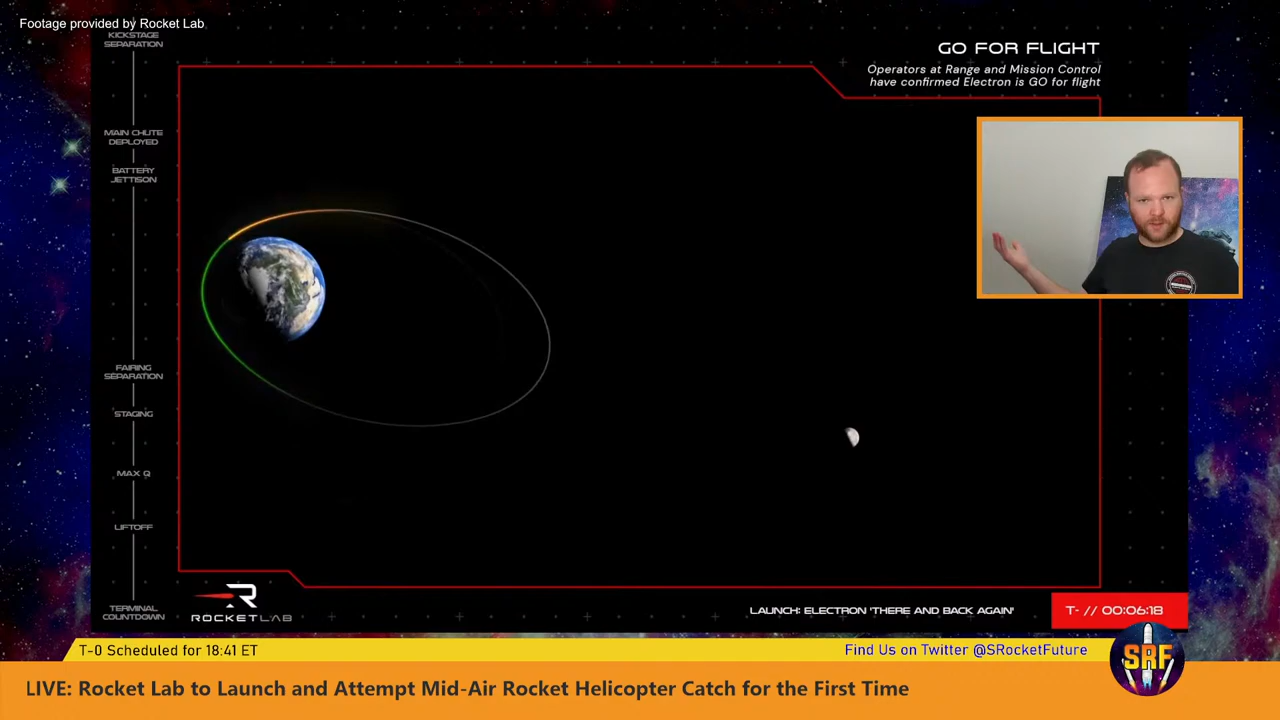 Footage provided by Rocket Lab
KICKSTAGE
SEPARATION
GO FOR FLIGHT
Operators at Range and Mission Control
have confirmed Electron is GO for flight
MAIN CHUTE
DEPLOYED
BATTERY
JETTISON
FAIRING
SEPARATION
STAGING
MAX Q
LIFTOFF
TERMINAL
COUNTDOWN
R
ROCKETLAB
LAUNCH: ELECTRON 'THERE AND BACK AGAIN'
T- // 00:06:18
T-0 Scheduled for 18:41 ET
Find Us on Twitter @SRocketFuture
SRF
LIVE: Rocket Lab to Launch and Attempt Mid-Air Rocket Helicopter Catch for the First Time